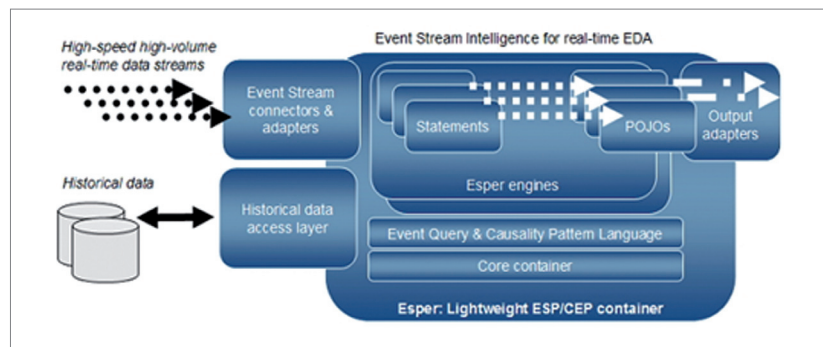 Event Stream Intelligence for real-time EDA
High-speed high-volume
real-time data streams
Event Stream
connectors &
adapters
Statements
POJOs
Output
adapters
Esper engines
Historical data
Historical data
access layer
Event Query & Causality Pattern Language
Core container
Esper: Lightweight ESP/CEP container